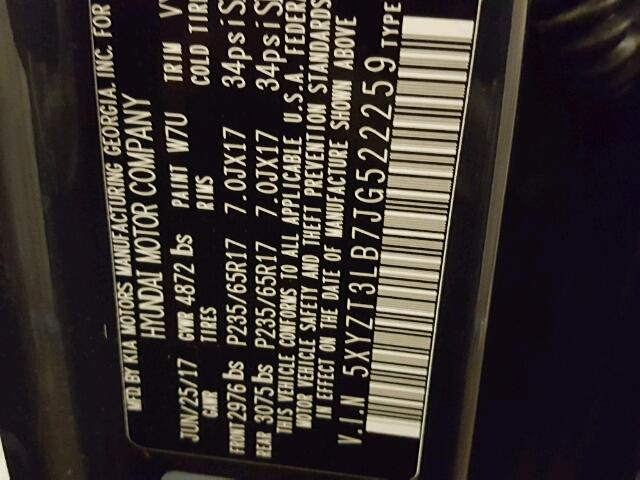 MFD BY KIA MOTORS MANUFACTURING GEORGIA, INC. FOR
HYUNDAI MOTOR COMPANY
JUN/25/17 GVWR 4872 lbs PAINT W7U TRIM
GAWR TIRES RIMS COLD TIRE
FRONT 2976 lbs P235/65R17 7.0JX17 34psi
REAR 3075 lbs P235/65R17 7.0JX17 34psi
THIS VEHICLE CONFORMS TO ALL APPLICABLE U.S.A. FEDER
MOTOR VEHICLE SAFETY AND THEFT PREVENTION STANDARDS
IN EFFECT ON THE DATE OF MANUFACTURE SHOWN ABOVE
V.I.N 5XYZT3LB7JG522259 TYPE